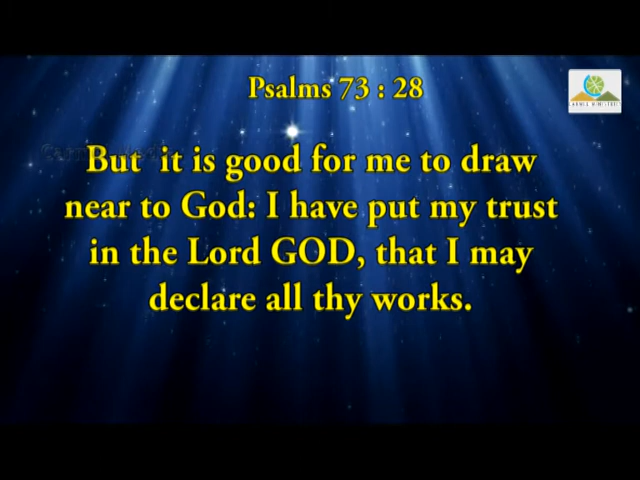 Psalms 73 : 28
But it is good for me to draw
near to God: I have put my trust
in the Lord GOD, that I may
declare all thy works.